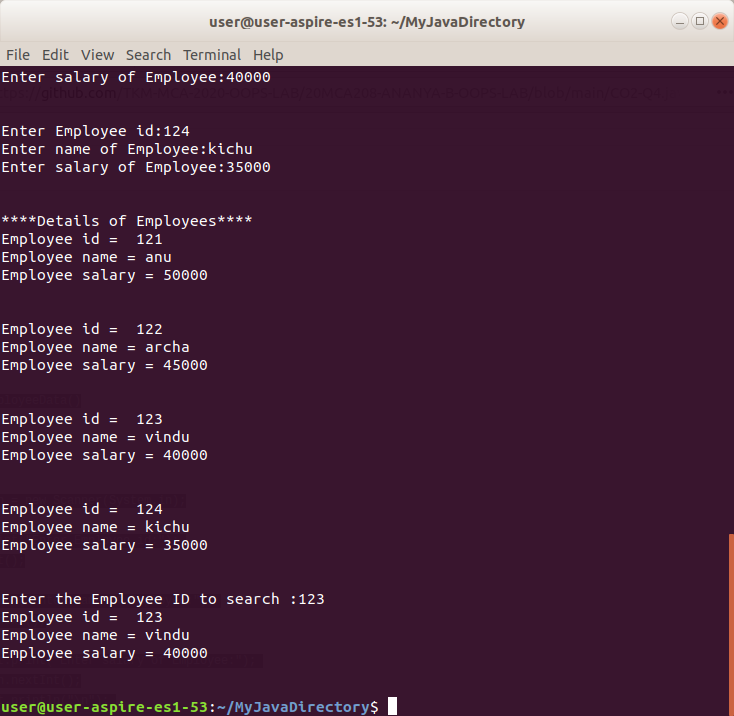 user@user-aspire-es1-53: ~/MyJavaDirectory
File Edit View Search Terminal Help
Enter salary of Employee:40000
Enter Employee id:124
Enter name of Employee:kichu
Enter salary of Employee:35000
****Details of Employees****
Employee id =  121
Employee name = anu
Employee salary = 50000
Employee id =  122
Employee name = archa
Employee salary = 45000
Employee id =  123
Employee name = vindu
Employee salary = 40000
Employee id =  124
Employee name = kichu
Employee salary = 35000
Enter the Employee ID to search :123
Employee id =  123
Employee name = vindu
Employee salary = 40000
user@user-aspire-es1-53:~/MyJavaDirectory$